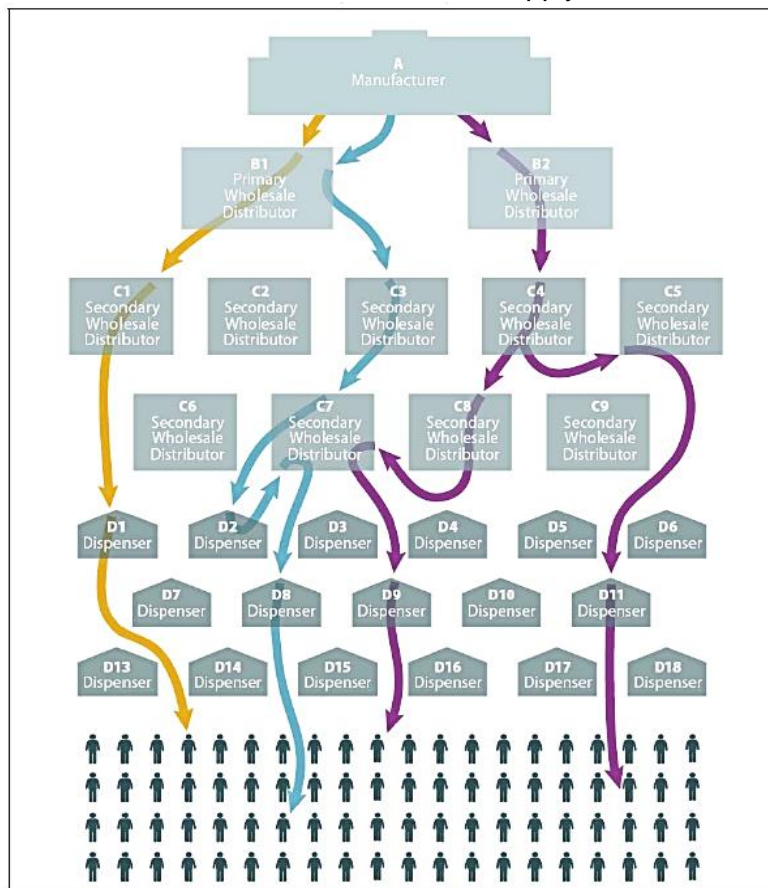 pply
A
Manufacturer
B1
Primary
Wholesale
Distributor
B2
Primary
Wholesale
Distributor
C1
Secondary
Wholesale
Distributor
C2
Secondary
Wholesale
Distributor
C3
Secondary
Wholesale
Distributor
C4
Secondary
Wholesale
Distributor
C5
Secondary
Wholesale
Distributor
C6
Secondary
Wholesale
Distributor
C7
Secondary
Wholesale
Distributor
C8
Secondary
Wholesale
Distributor
C9
Secondary
Wholesale
Distributor
D1
Dispenser
D2
Dispenser
D3
Dispenser
D4
Dispenser
D5
Dispenser
D6
Dispenser
D7
Dispenser
D8
Dispenser
D9
Dispenser
D10
Dispenser
D11
Dispenser
D13
Dispenser
D14
Dispenser
D15
Dispenser
D16
Dispenser
D17
Dispenser
D18
Dispenser